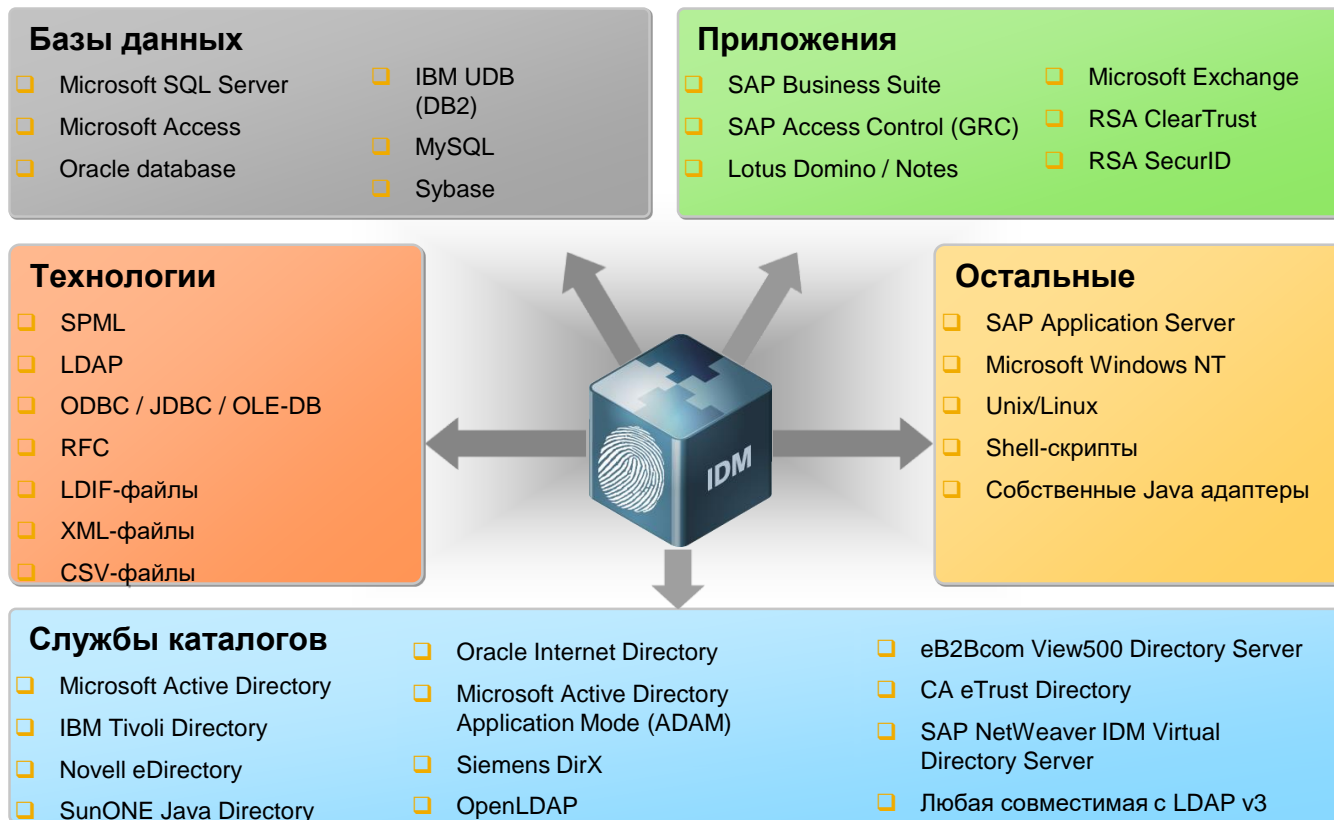 Базы данных
Microsoft SQL Server
Microsoft Access
Oracle database
IBM UDB
(DB2)
MySQL
Sybase
Приложения
SAP Business Suite
SAP Access Control (GRC)
Lotus Domino / Notes
Microsoft Exchange
RSA ClearTrust
RSA SecurID
Технологии
SPML
LDAP
ODBC / JDBC / OLE-DB
RFC
LDIF-файлы
XML-файлы
CSV-файлы
IDM
Остальные
SAP Application Server
Microsoft Windows NT
Unix/Linux
Shell-скрипты
Собственные Java адаптеры
Службы каталогов
Microsoft Active Directory
IBM Tivoli Directory
Novell eDirectory
SunONE Java Directory
Oracle Internet Directory
Microsoft Active Directory
Application Mode (ADAM)
Siemens DirX
OpenLDAP
eB2Bcom View500 Directory Server
CA eTrust Directory
SAP NetWeaver IDM Virtual
Directory Server
Любая совместимая с LDAP v3